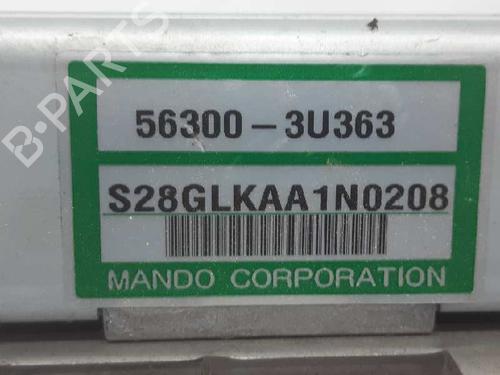 B-PARTS
56300-3U363
S28GLKAA1N0208
MANDO CORPORATION